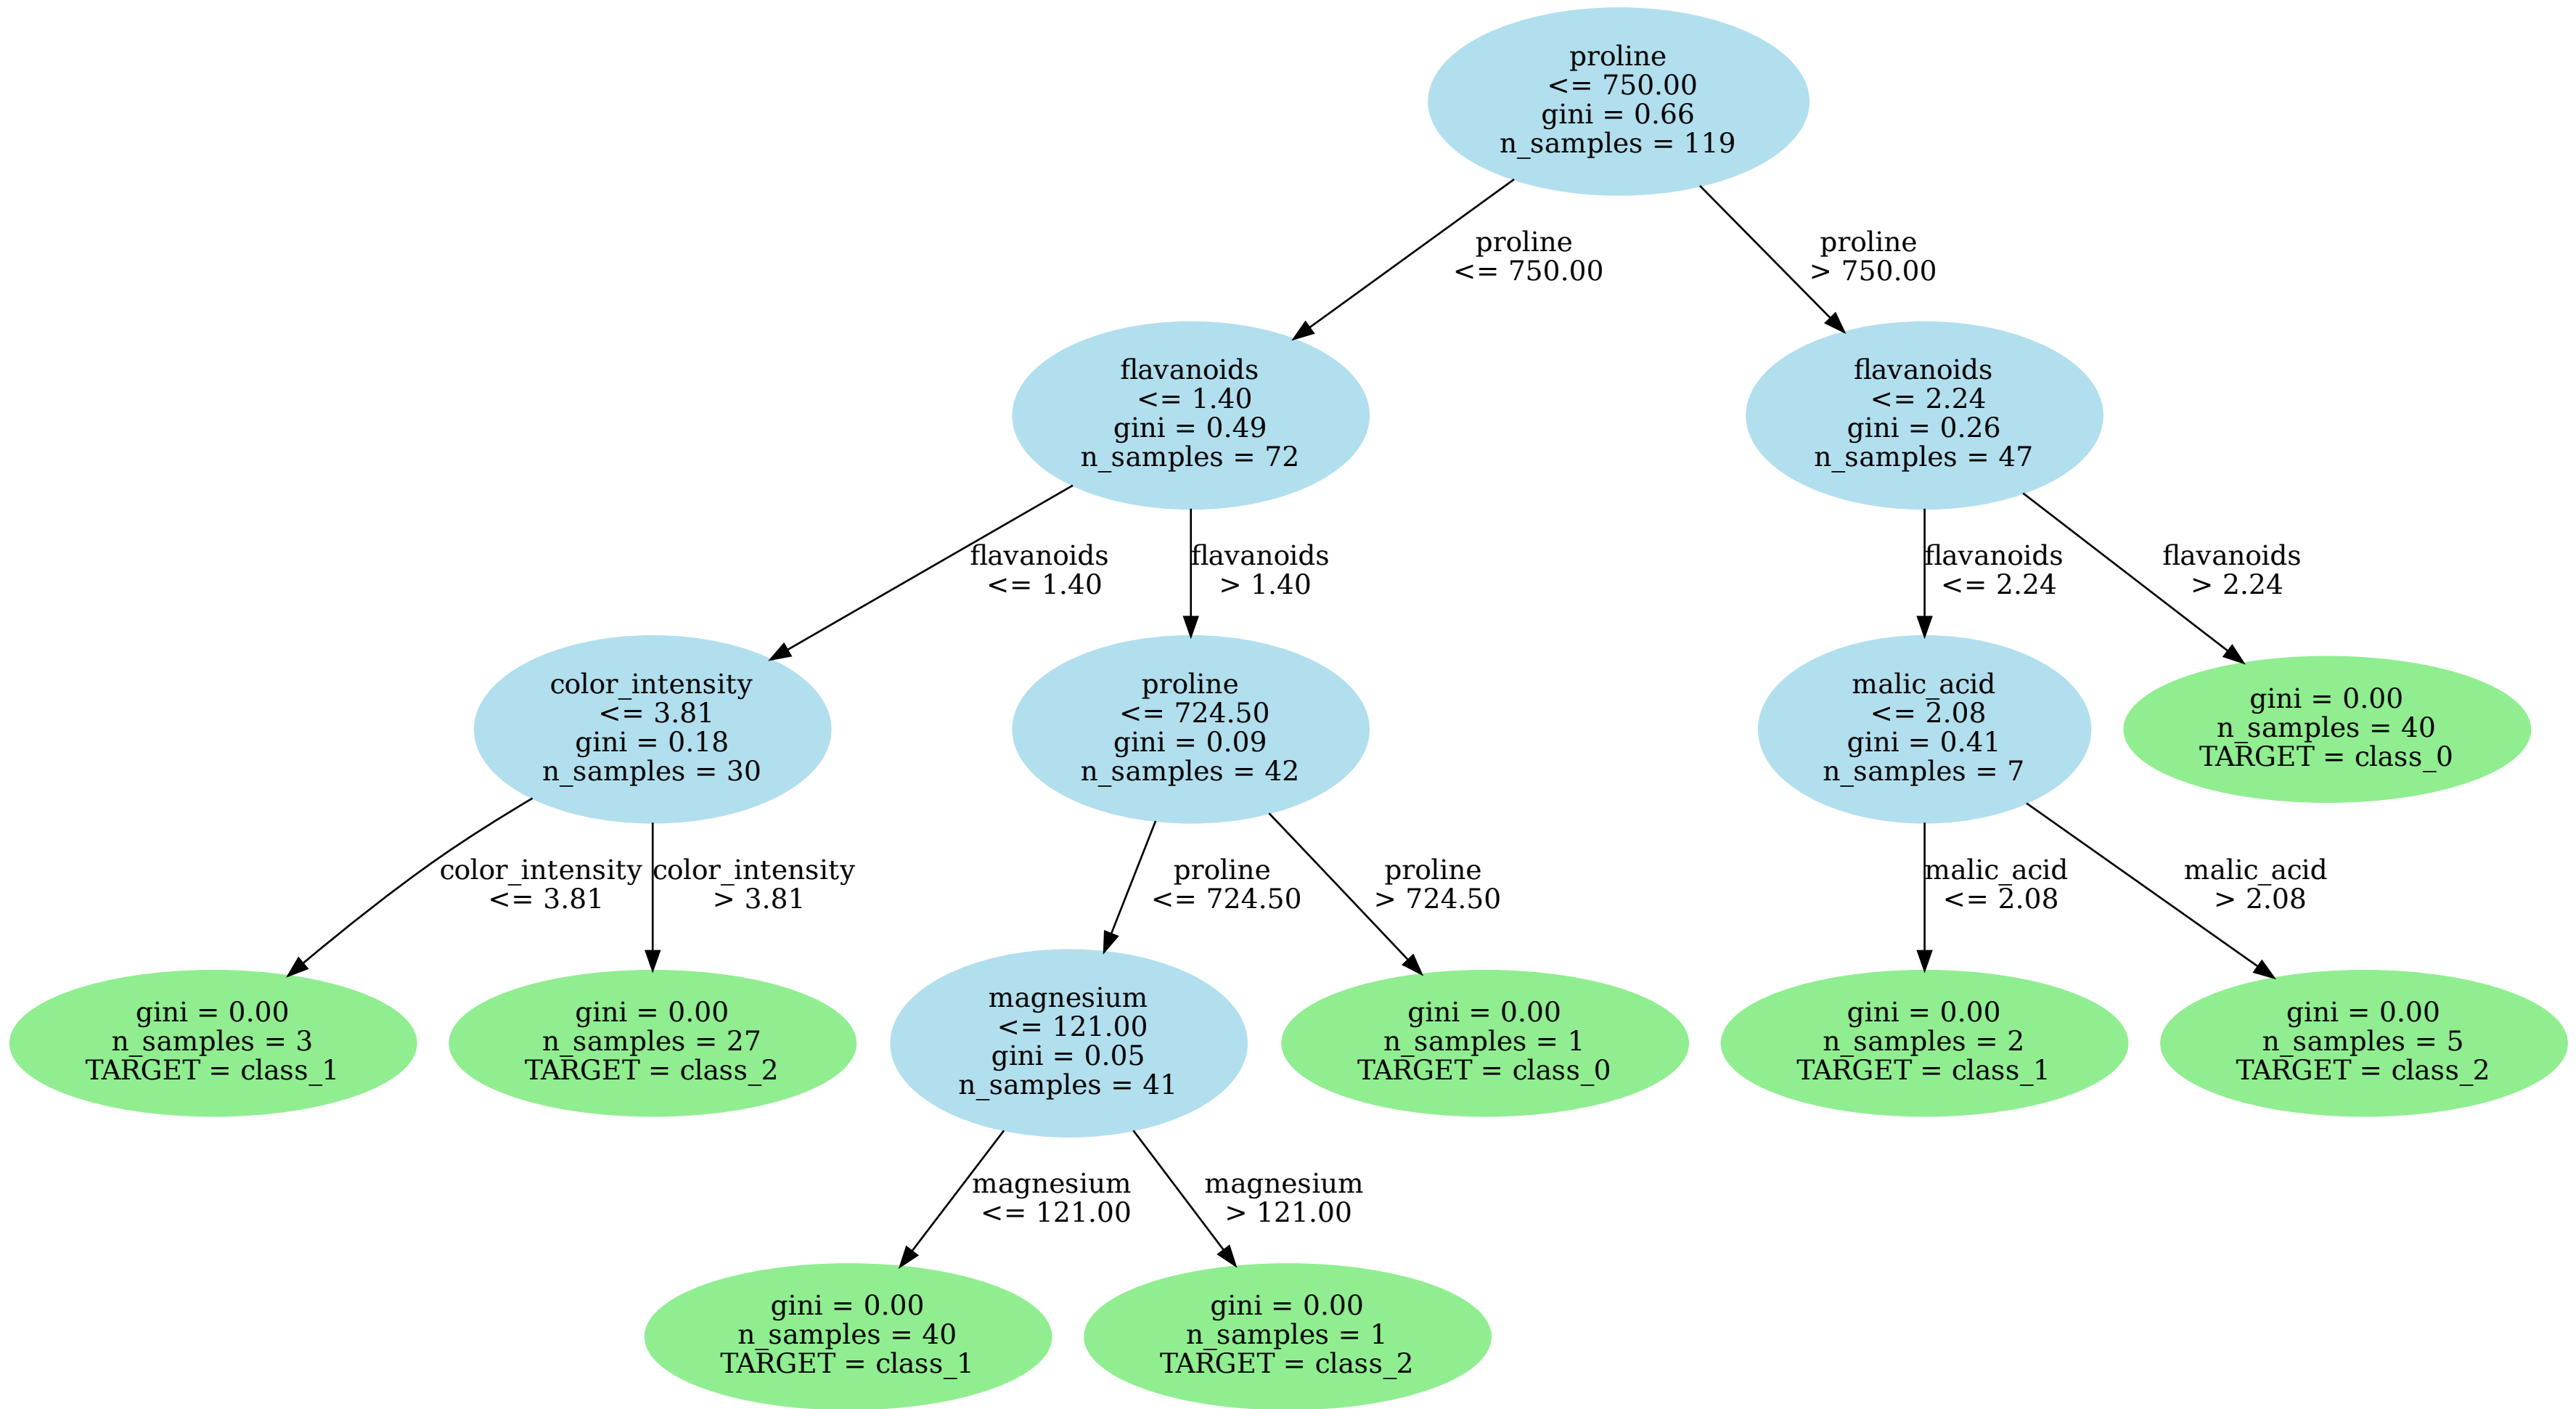 proline
<= 750.00
gini = 0.66
n_samples = 119
proline
<= 750.00
proline
> 750.00
flavanoids
<= 1.40
gini = 0.49
n_samples = 72
flavanoids
<= 2.24
gini = 0.26
n_samples = 47
flavanoids
<= 1.40
flavanoids
> 1.40
flavanoids
<= 2.24
flavanoids
> 2.24
color_intensity
<= 3.81
gini = 0.18
n_samples = 30
proline
<= 724.50
gini = 0.09
n_samples = 42
malic_acid
<= 2.08
gini = 0.41
n_samples = 7
gini = 0.00
n_samples = 40
TARGET = class_0
color_intensity
<= 3.81
color_intensity
> 3.81
proline
<= 724.50
proline
> 724.50
malic_acid
<= 2.08
malic_acid
> 2.08
gini = 0.00
n_samples = 3
TARGET = class_1
gini = 0.00
n_samples = 27
TARGET = class_2
magnesium
<= 121.00
gini = 0.05
n_samples = 41
gini = 0.00
n_samples = 1
TARGET = class_0
gini = 0.00
n_samples = 2
TARGET = class_1
gini = 0.00
n_samples = 5
TARGET = class_2
magnesium
<= 121.00
magnesium
> 121.00
gini = 0.00
n_samples = 40
TARGET = class_1
gini = 0.00
n_samples = 1
TARGET = class_2